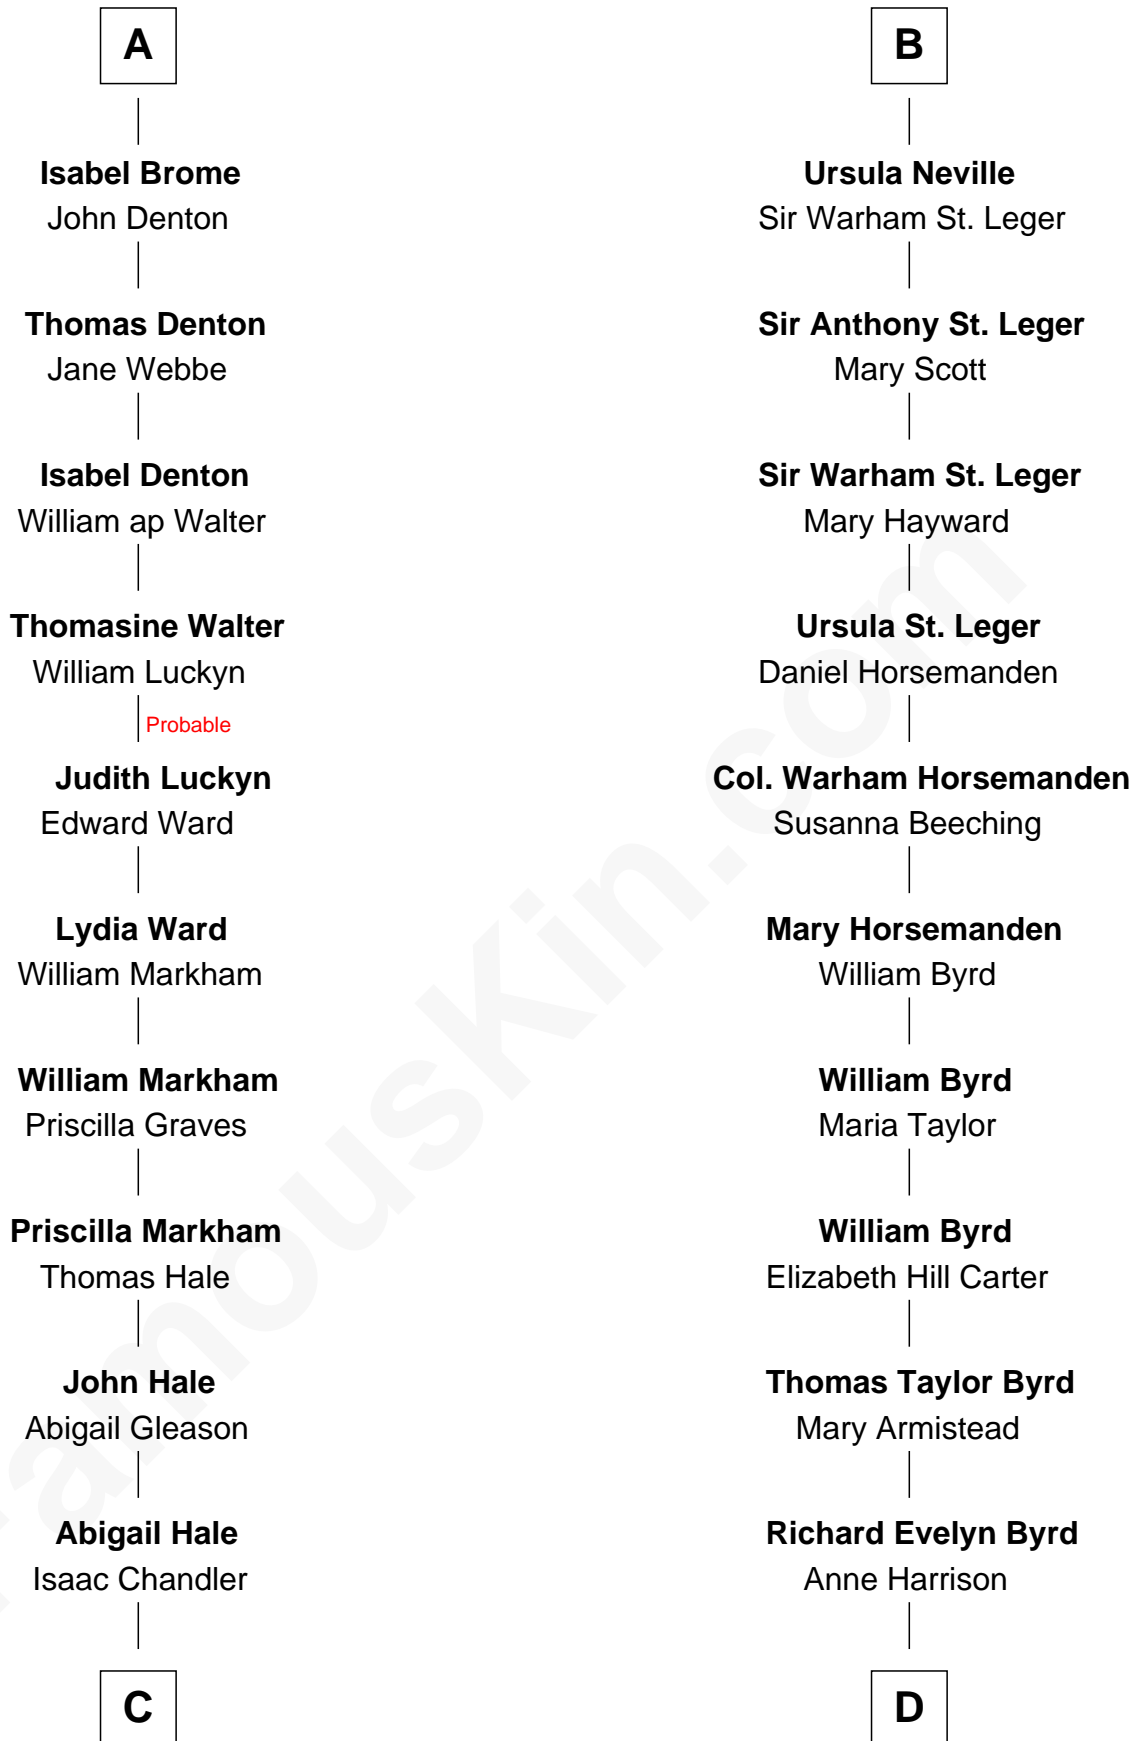 A
Isabel Brome
John Denton
Thomas Denton
Jane Webbe
Isabel Denton
William ap Walter
Thomasine Walter
William Luckyn
Probable
Judith Luckyn
Edward Ward
Lydia Ward
William Markham
William Markham
Priscilla Graves
Priscilla Markham
Thomas Hale
John Hale
Abigail Gleason
Abigail Hale
Isaac Chandler
C
B
Ursula Neville
Sir Warham St. Leger
Sir Anthony St. Leger
Mary Scott
Sir Warham St. Leger
Mary Hayward
Ursula St. Leger
Daniel Horsemanden
Col. Warham Horsemanden
Susanna Beeching
Mary Horsemanden
William Byrd
William Byrd
Maria Taylor
William Byrd
Elizabeth Hill Carter
Thomas Taylor Byrd
Mary Armistead
Richard Evelyn Byrd
Anne Harrison
D
FamousKin.com